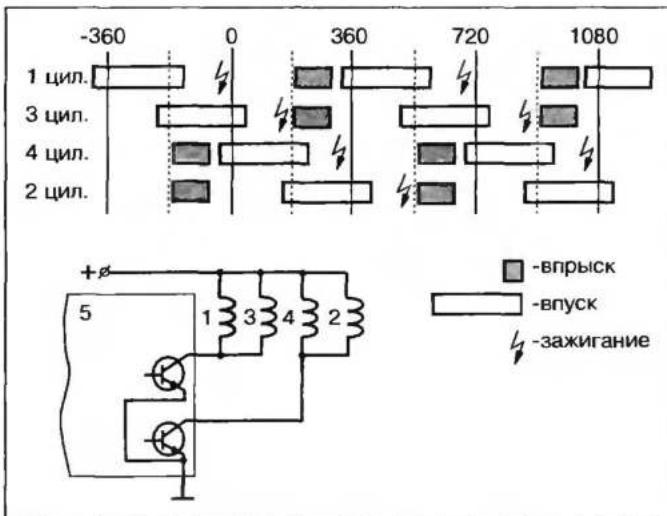 -360 0 360 720 1080
1 цил.
3 цил.
4 цил.
2 цил.
-впрыск
-впуск
-зажигание
+
5
1 3 4 2